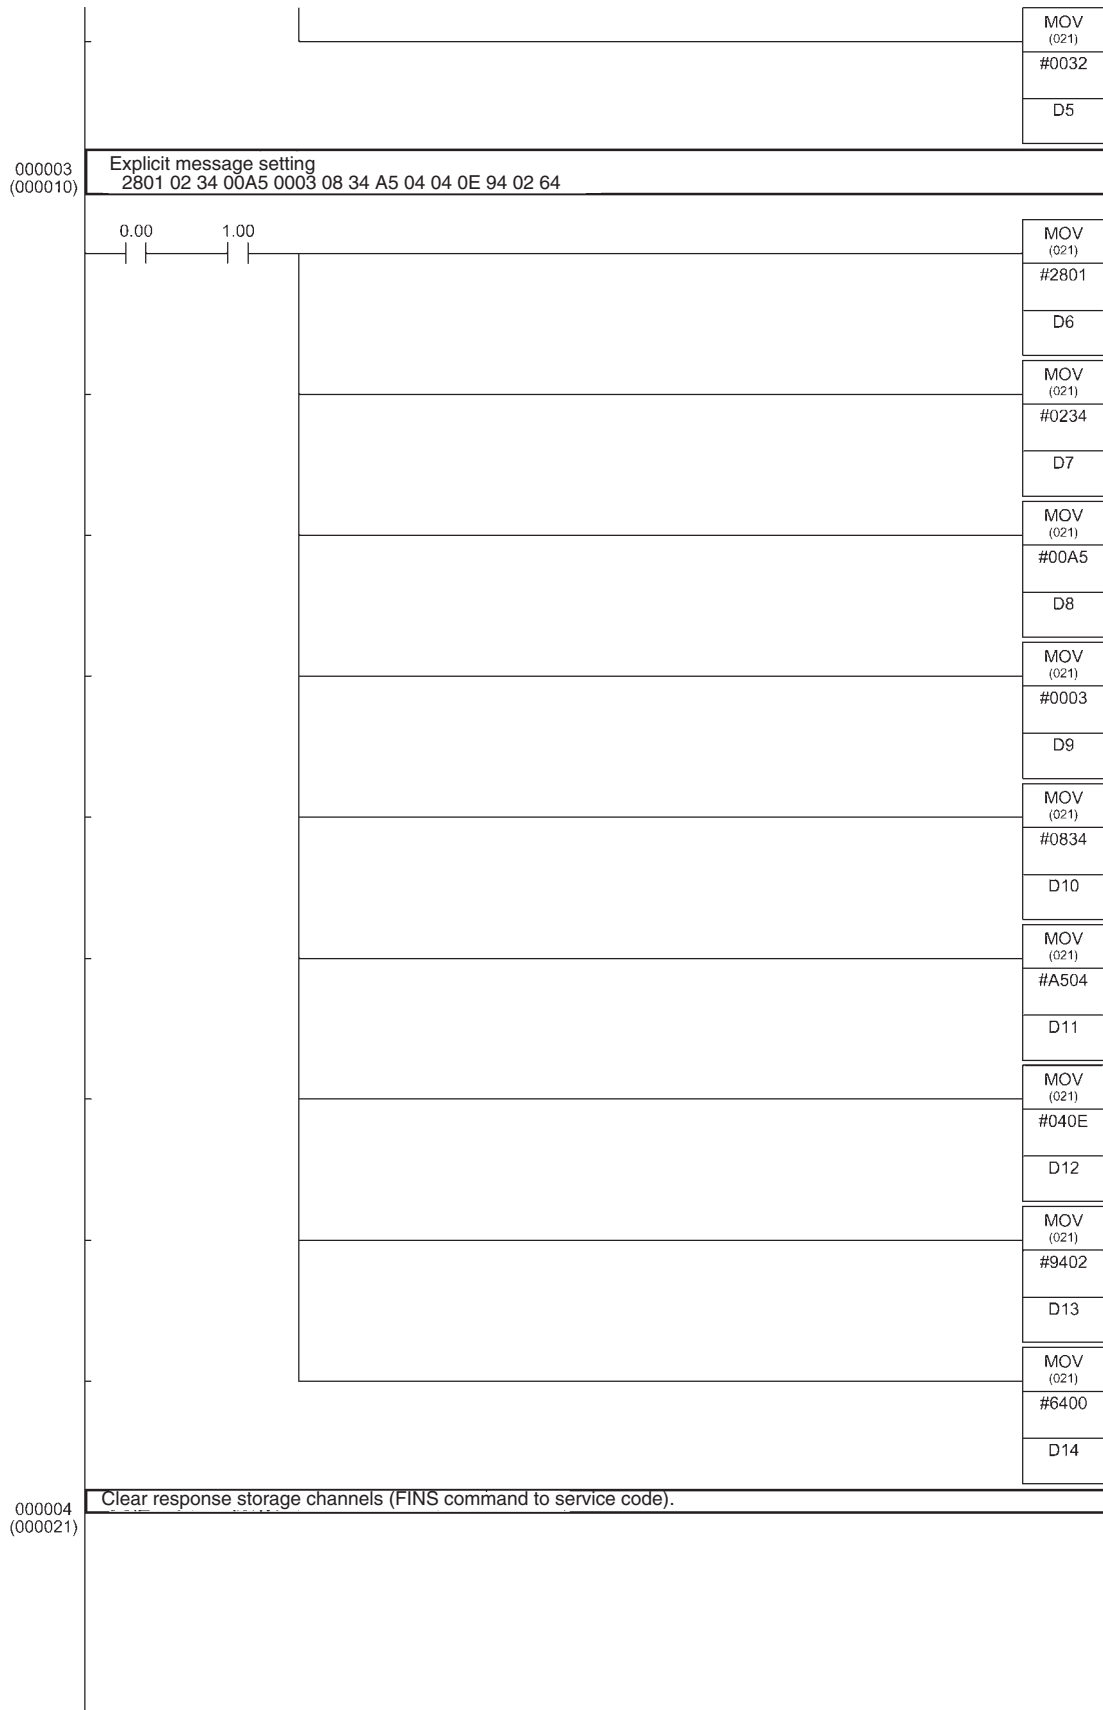 MOV
(021)
#0032
D5
000003
(000010)
Explicit message setting
2801 02 34 00A5 0003 08 34 A5 04 04 0E 94 02 64
0.00 1.00
MOV
(021)
#2801
D6
MOV
(021)
#0234
D7
MOV
(021)
#00A5
D8
MOV
(021)
#0003
D9
MOV
(021)
#0834
D10
MOV
(021)
#A504
D11
MOV
(021)
#040E
D12
MOV
(021)
#9402
D13
MOV
(021)
#6400
D14
000004
(000021)
Clear response storage channels (FINS command to service code).